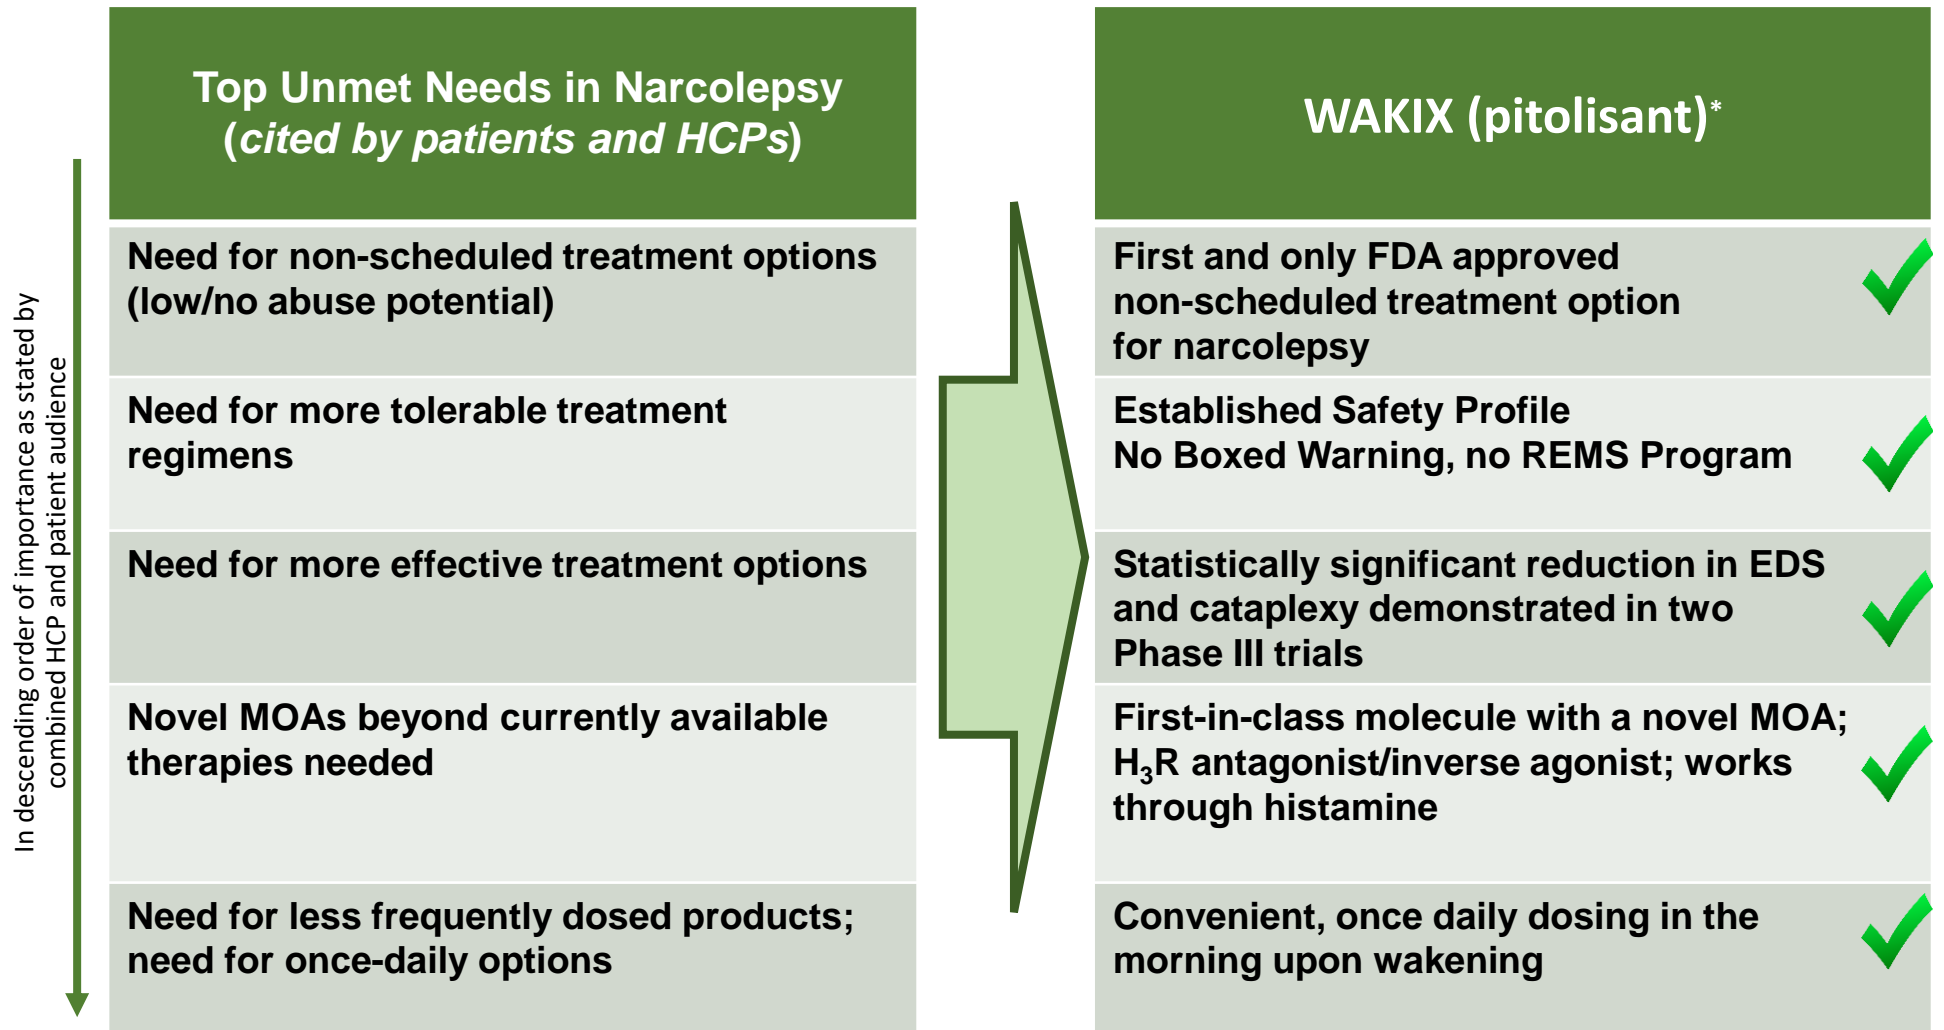 Top Unmet Needs in Narcolepsy
(cited by patients and HCPs)
WAKIX (pitolisant)*
In descending order of importance as stated by
combined HCP and patient audience
Need for non-scheduled treatment options
(low/no abuse potential)
First and only FDA approved
non-scheduled treatment option
for narcolepsy
Need for more tolerable treatment
regimens
Established Safety Profile
No Boxed Warning, no REMS Program
Need for more effective treatment options
Statistically significant reduction in EDS
and cataplexy demonstrated in two
Phase III trials
Novel MOAs beyond currently available
therapies needed
First-in-class molecule with a novel MOA;
H₃R antagonist/inverse agonist; works
through histamine
Need for less frequently dosed products;
need for once-daily options
Convenient, once daily dosing in the
morning upon wakening